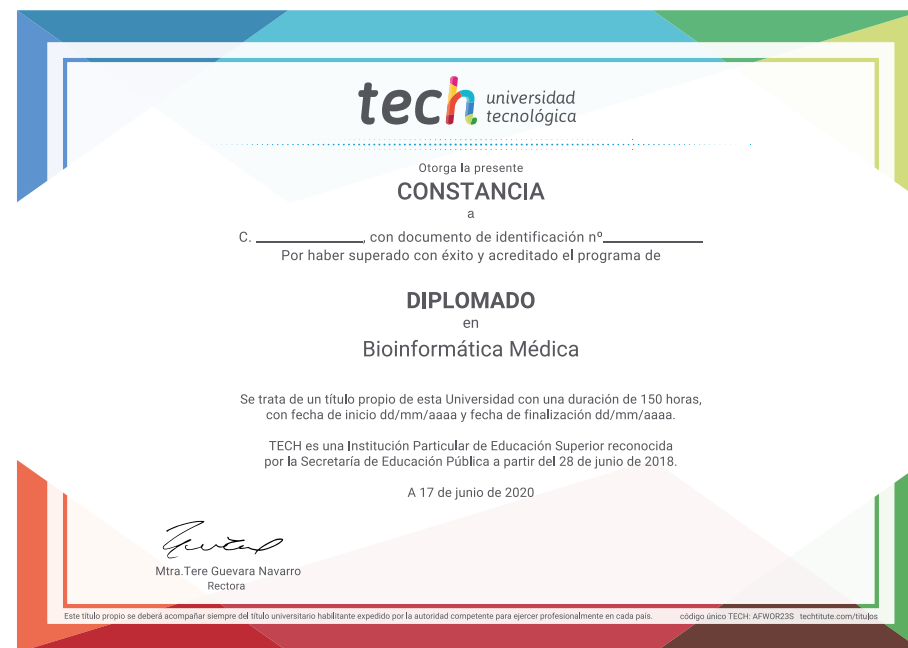 tech universidad
tecnológica
Otorga la presente
CONSTANCIA
a
C. ____________, con documento de identificación nº____________
Por haber superado con éxito y acreditado el programa de
DIPLOMADO
en
Bioinformática Médica
Se trata de un título propio de esta Universidad con una duración de 150 horas,
con fecha de inicio dd/mm/aaaa y fecha de finalización dd/mm/aaaa.
TECH es una Institución Particular de Educación Superior reconocida
por la Secretaría de Educación Pública a partir del 28 de junio de 2018.
A 17 de junio de 2020
Mtra.Tere Guevara Navarro
Rectora
Este título propio se deberá acompañar siempre del título universitario habilitante expedido por la autoridad competente para ejercer profesionalmente en cada país. código único TECH: AFWOR23S techtitute.com/titulos